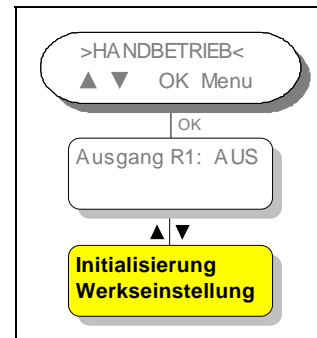 >HANDBETRIEB<
▲ ▼ OK Menu
OK
Ausgang R1: AUS
▲ ▼
Initialisierung
Werkseinstellung